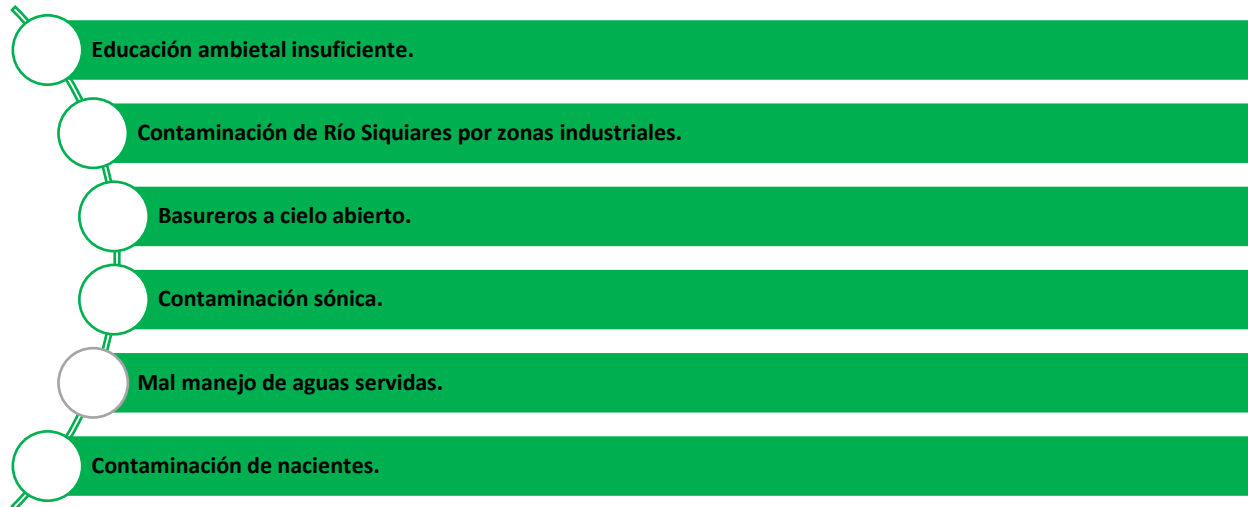 Educación ambietal insuficiente.
Contaminación de Río Siquiares por zonas industriales.
Basureros a cielo abierto.
Contaminación sónica.
Mal manejo de aguas servidas.
Contaminación de nacientes.